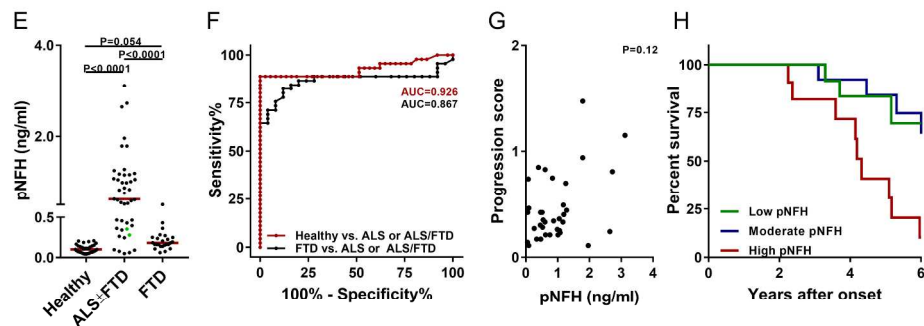 E
P=0.054
P<0.0001
P<0.0001
pNFH (ng/ml)
4.0
2.0
0.5
0.0
Healthy
ALS±FTD
FTD
F
Sensitivity%
100
75
50
25
0
AUC=0.926
AUC=0.867
Healthy vs. ALS or ALS/FTD
FTD vs. ALS or ALS/FTD
0 25 50 75 100
100% - Specificity%
G
P=0.12
Progression score
2
1
0
0 1 2 3 4
pNFH (ng/ml)
H
Percent survival
100
75
50
25
0
Low pNFH
Moderate pNFH
High pNFH
0 2 4 6
Years after onset